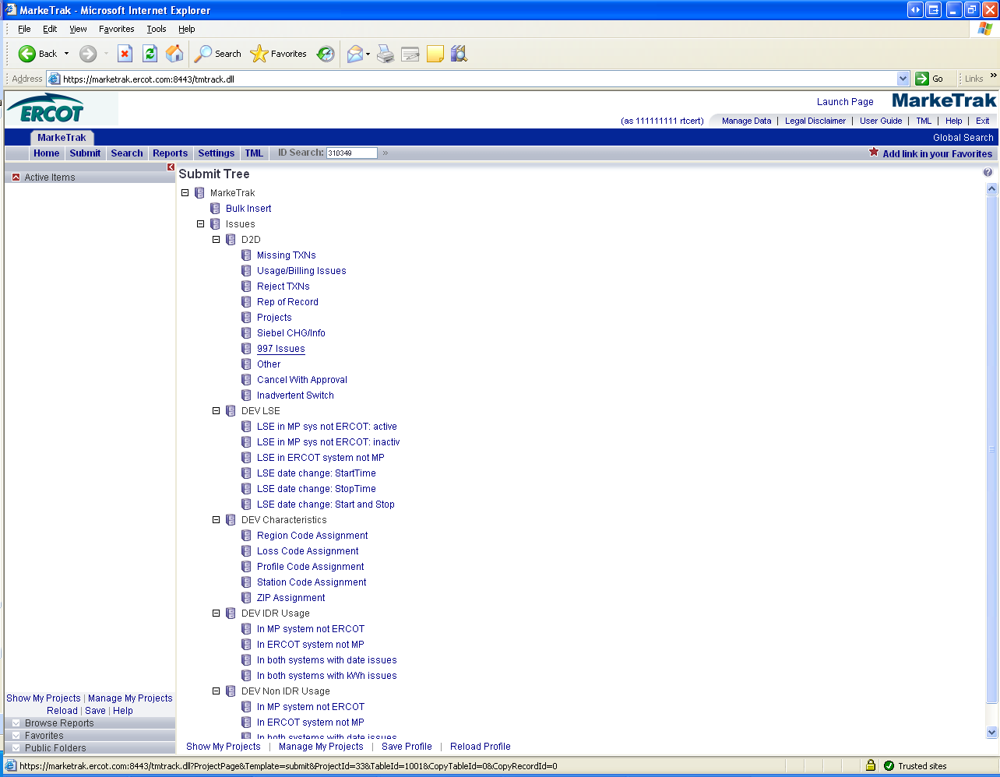 MarkeTrak - Microsoft Internet Explorer
File Edit View Favorites Tools Help
Back Search Favorites
Address https://marketrak.ercot.com:8443/tmtrack.dll Go Links »
ERCOT Launch Page MarkeTrak
(as 111111111 rtcert) Manage Data | Legal Disclaimer | User Guide | TML | Help | Exit
MarkeTrak Global Search
Home Submit Search Reports Settings TML ID Search: 310349 » Add link in your Favorites
Active Items
Submit Tree
MarkeTrak
Bulk Insert
Issues
D2D
Missing TXNs
Usage/Billing Issues
Reject TXNs
Rep of Record
Projects
Siebel CHG/Info
997 Issues
Other
Cancel With Approval
Inadvertent Switch
DEV LSE
LSE in MP sys not ERCOT: active
LSE in MP sys not ERCOT: inactiv
LSE in ERCOT system not MP
LSE date change: StartTime
LSE date change: StopTime
LSE date change: Start and Stop
DEV Characteristics
Region Code Assignment
Loss Code Assignment
Profile Code Assignment
Station Code Assignment
ZIP Assignment
DEV IDR Usage
In MP system not ERCOT
In ERCOT system not MP
In both systems with date issues
In both systems with kWh issues
DEV Non IDR Usage
In MP system not ERCOT
In ERCOT system not MP
In both systems with date issues
Show My Projects | Manage My Projects
Reload | Save | Help
Browse Reports
Favorites
Public Folders
Show My Projects | Manage My Projects | Save Profile | Reload Profile
https://marketrak.ercot.com:8443/tmtrack.dll?ProjectPage&Template=submit&ProjectId=33&TableId=1001&CopyTableId=0&CopyRecordId=0 Trusted sites